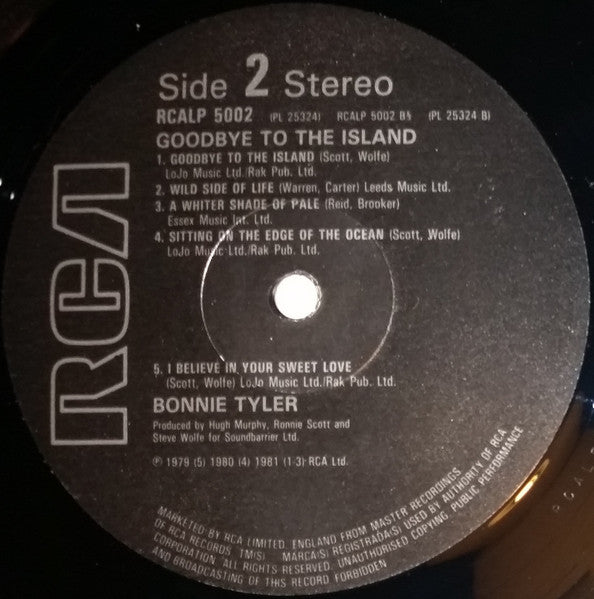 RCA
Side 2 Stereo
RCALP 5002 (PL 25324) RCALP 5002 B§ (PL 25324 B)
GOODBYE TO THE ISLAND
1. GOODBYE TO THE ISLAND (Scott, Wolfe)
LoJo Music Ltd./Rak Pub. Ltd.
2. WILD SIDE OF LIFE (Warren, Carter) Leeds Music Ltd.
3. A WHITER SHADE OF PALE (Reid, Brooker)
Essex Music Int. Ltd.
4. SITTING ON THE EDGE OF THE OCEAN (Scott, Wolfe)
LoJo Music Ltd./Rak Pub. Ltd.
5. I BELIEVE IN YOUR SWEET LOVE
(Scott, Wolfe) LoJo Music Ltd./Rak Pub. Ltd.
BONNIE TYLER
Produced by Hugh Murphy, Ronnie Scott and
Steve Wolfe for Soundbarrier Ltd.
℗ 1979 (5) 1980 (4) 1981 (1-3) RCA Ltd.
MARKETED BY RCA LIMITED, ENGLAND FROM MASTER RECORDINGS
OF RCA RECORDS TM(S) MARCA(S) REGISTRADA(S) USED BY AUTHORITY OF RCA
CORPORATION. ALL RIGHTS RESERVED. UNAUTHORISED COPYING, PUBLIC PERFORMANCE
AND BROADCASTING OF THIS RECORD FORBIDDEN